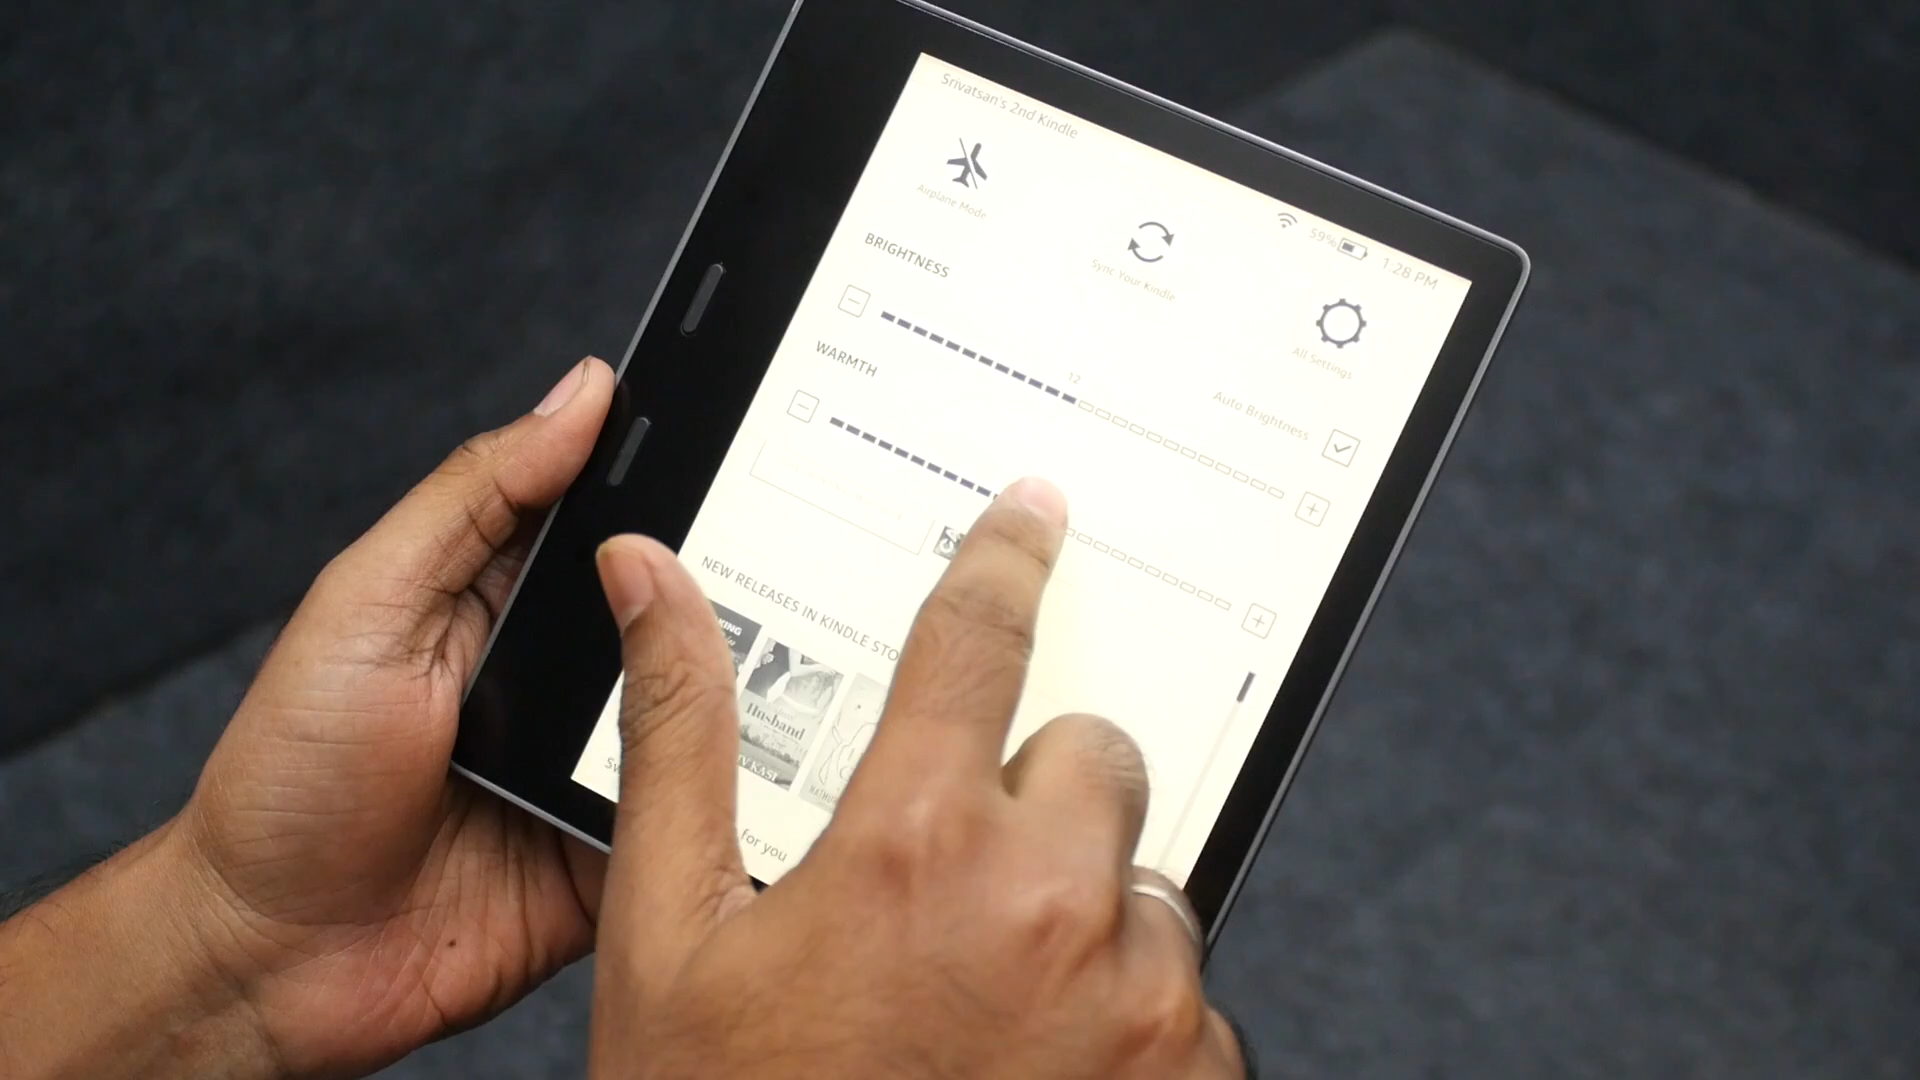 Srivatsan's 2nd Kindle
59% 1:28 PM
Airplane Mode
Sync Your Kindle
All Settings
BRIGHTNESS
12
Auto Brightness
WARMTH
NEW RELEASES IN KINDLE STO
KING
Husband
for you